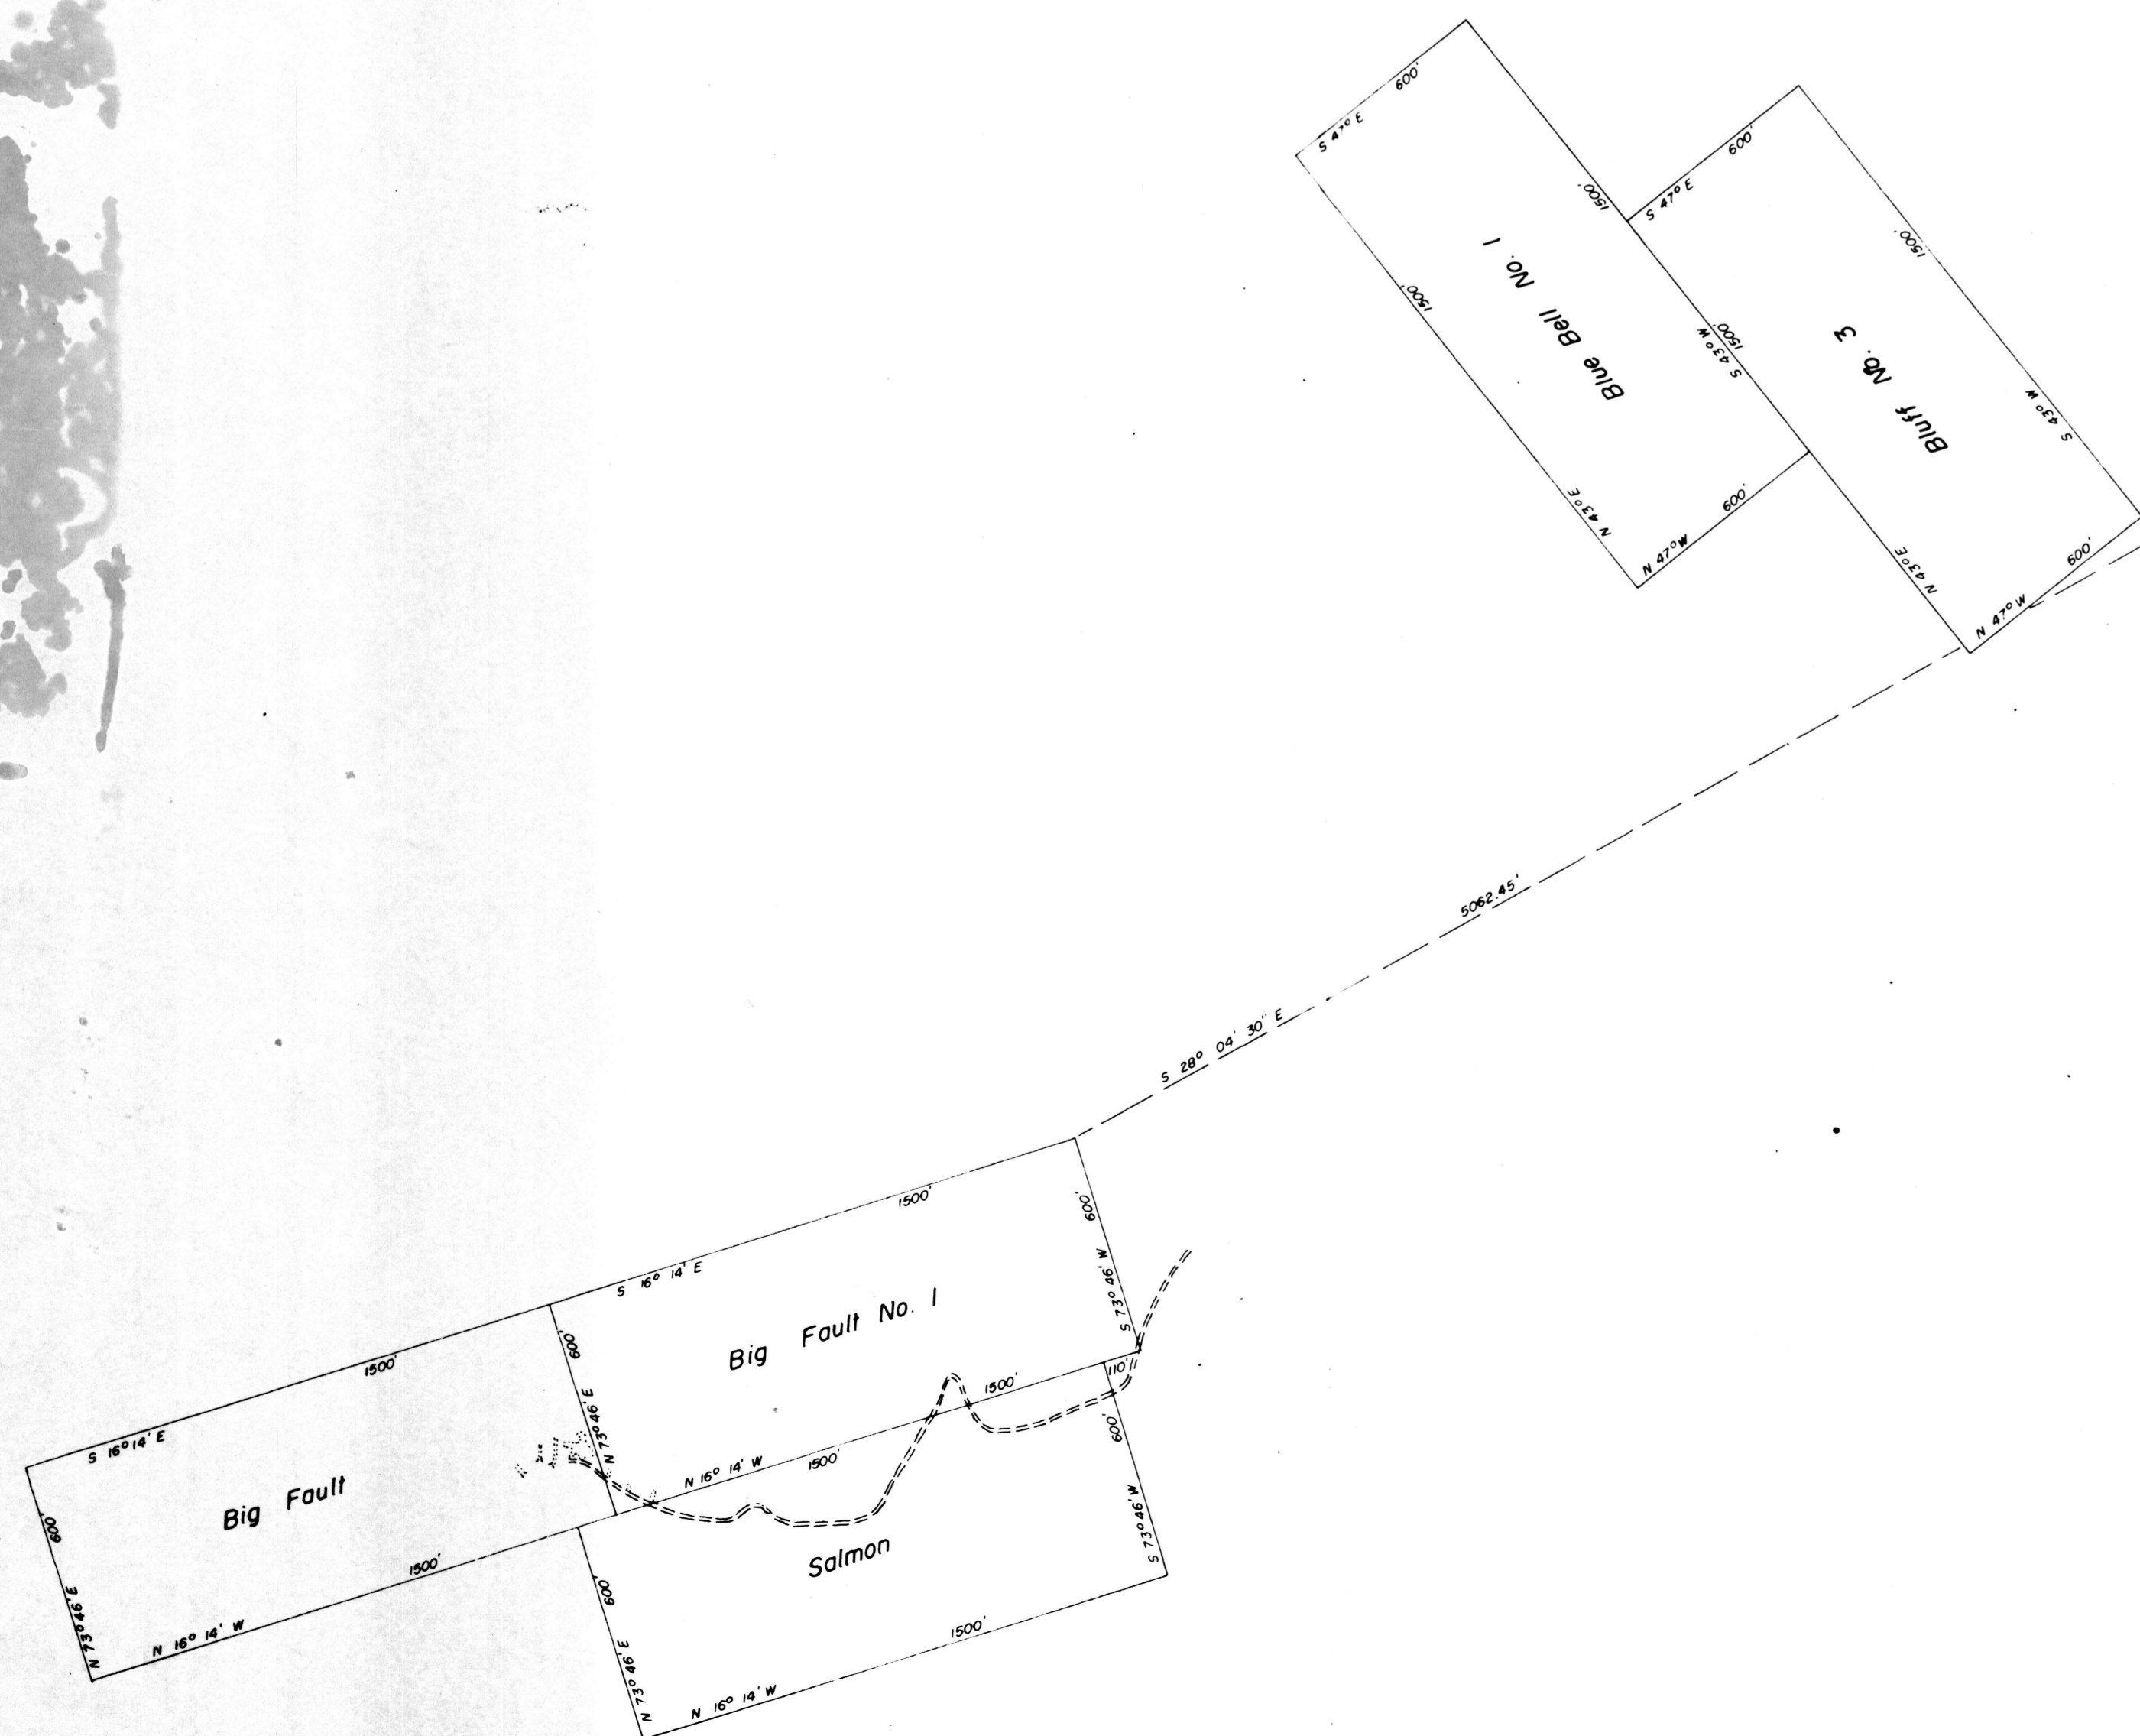 600'
S 47° E
1500'
Blue Bell No. 1
1500'
N 43° E
N 47° W
600'
600'
S 47° E
1500'
1500'
S 43° W
Bluff No. 3
S 43° W
N 43° E
N 47° W
600'
5062.45'
S 28° 04' 30" E
1500'
S 16° 14' E
600'
S 73° 46' W
Big Fault No. 1
600'
N 73° 46' E
1500'
110'
N 16° 14' W
1500'
1500'
S 16° 14' E
Big Fault
600'
N 73° 46' E
1500'
N 16° 14' W
600'
S 73° 46' W
Salmon
600'
N 73° 46' E
1500'
N 16° 14' W